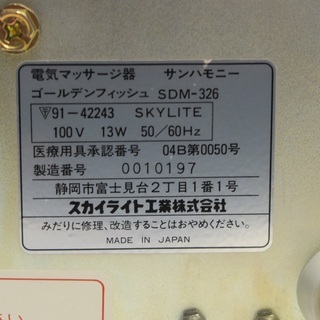 電気マッサージ器 サンハモニー
ゴールデンフィッシュ SDM-326
91-42243 SKYLITE
100V 13W 50/60Hz
医療用具承認番号 04B第0050号
製造番号 0010197
静岡市富士見台2丁目1番1号
スカイライト工業株式会社
みだりに修理、改造することはおやめください。
MADE IN JAPAN
さい